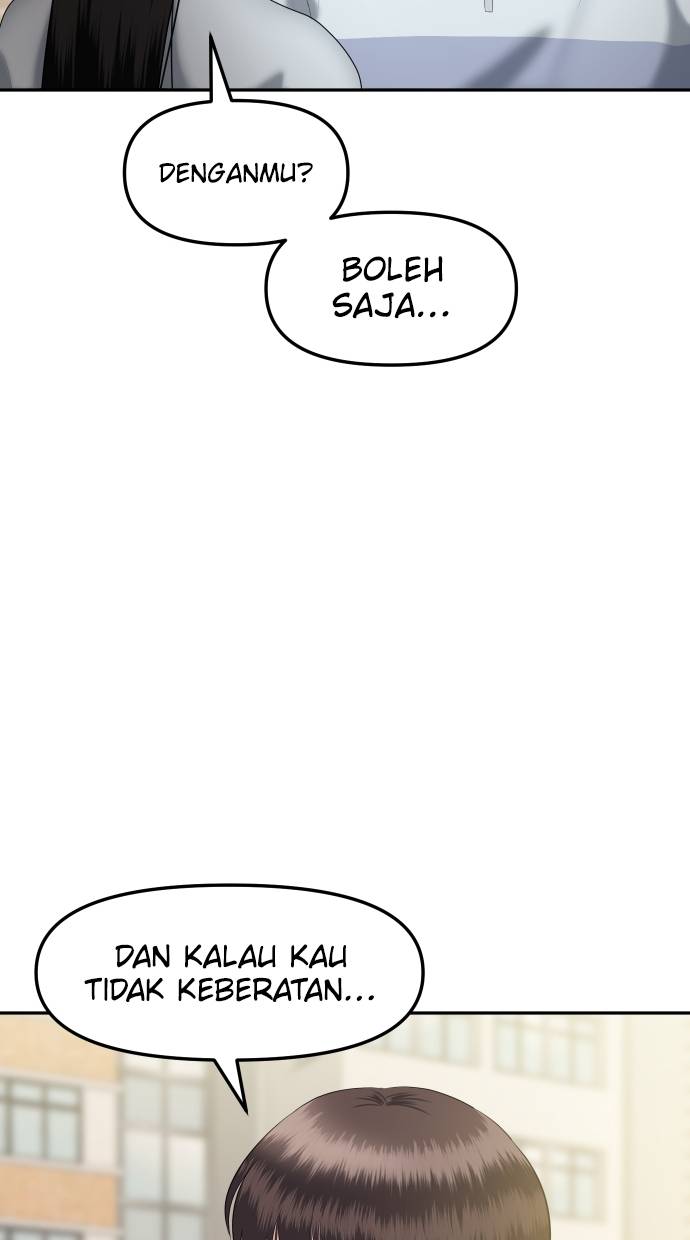 DENGANMU?
BOLEH
SAJA...
DAN KALAU KAU
TIDAK KEBERATAN...